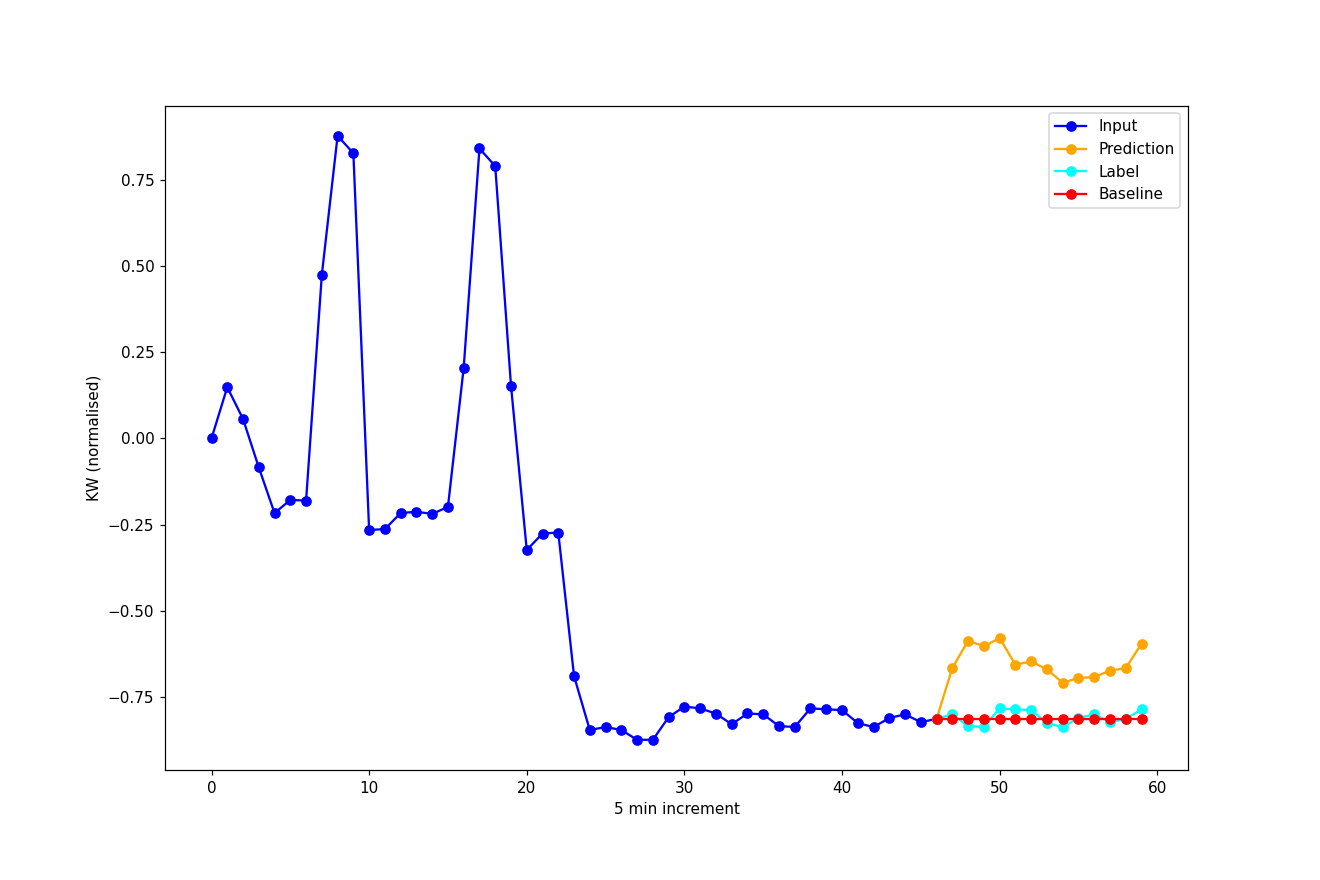 Input
Prediction
Label
Baseline
0.75
0.50
0.25
0.00
−0.25
−0.50
−0.75
KW (normalised)
0 10 20 30 40 50 60
5 min increment